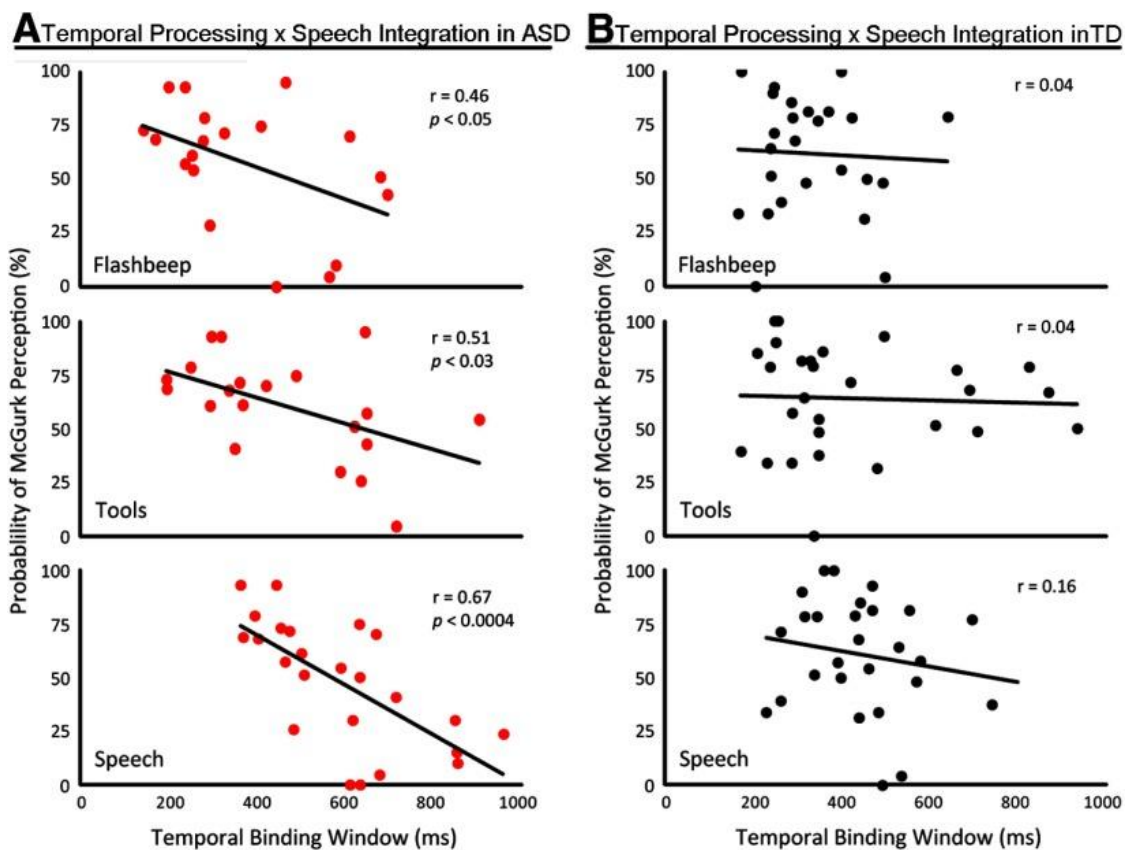 A Temporal Processing x Speech Integration in ASD
B Temporal Processing x Speech Integration inTD
Probablility of McGurk Perception (%)
100
75
50
25
0
r = 0.46
p < 0.05
Flashbeep
100
75
50
25
0
r = 0.51
p < 0.03
Tools
100
75
50
25
0
r = 0.67
p < 0.0004
Speech
0 200 400 600 800 1000
Temporal Binding Window (ms)
Probablility of McGurk Perception (%)
100
75
50
25
0
r = 0.04
Flashbeep
100
75
50
25
0
r = 0.04
Tools
100
75
50
25
0
r = 0.16
Speech
200 400 600 800 1000
Temporal Binding Window (ms)